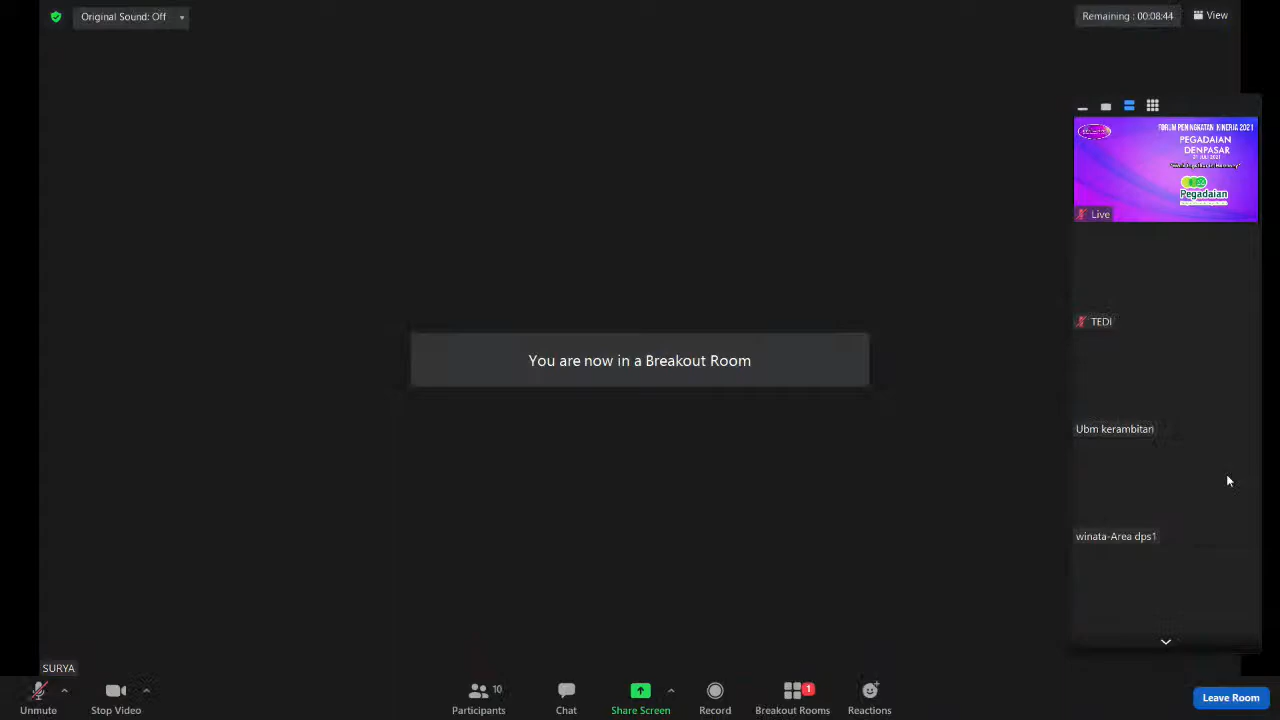 Original Sound: Off
Remaining : 00:08:44
View
FORUM PENINGKATAN KINERJA 2021
PEGADAIAN
DENPASAR
Pegadaian
Live
TEDI
You are now in a Breakout Room
Ubm kerambitan
winata-Area dps1
SURYA
Unmute
Stop Video
Participants
10
Chat
Share Screen
Record
Breakout Rooms
1
Reactions
Leave Room